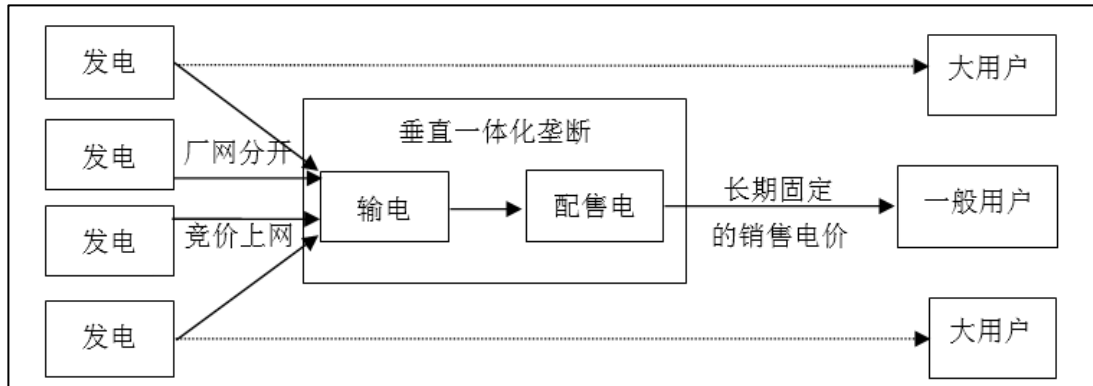 发电
大用户
垂直一体化垄断
发电
厂网分开
长期固定
输电
配售电
一般用户
发电
竞价上网
的销售电价
发电
大用户